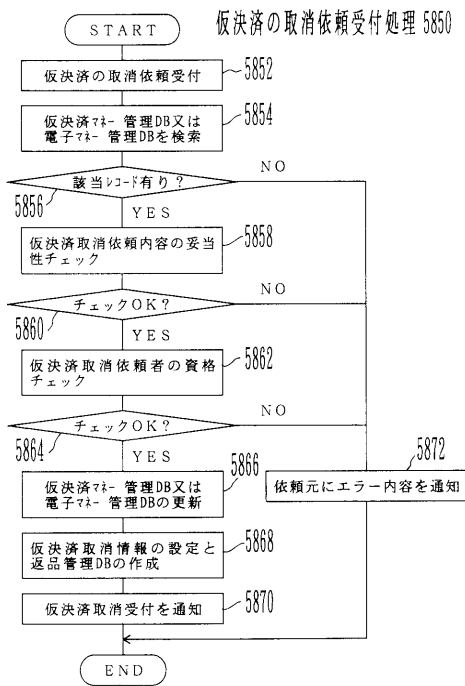 仮決済の取消依頼受付処理 5850
START
仮決済の取消依頼受付
5852
仮決済マネー 管理DB又は
電子マネー 管理DBを検索
5854
該当レコード有り?
NO
5856
YES
仮決済取消依頼内容の妥当
性チェック
5858
チェックOK?
NO
5860
YES
仮決済取消依頼者の資格
チェック
5862
チェックOK?
NO
5864
YES
仮決済マネー 管理DB又は
電子マネー 管理DBの更新
5866
依頼元にエラー内容を通知
5872
仮決済取消情報の設定と
返品管理DBの作成
5868
仮決済取消受付を通知
5870
END